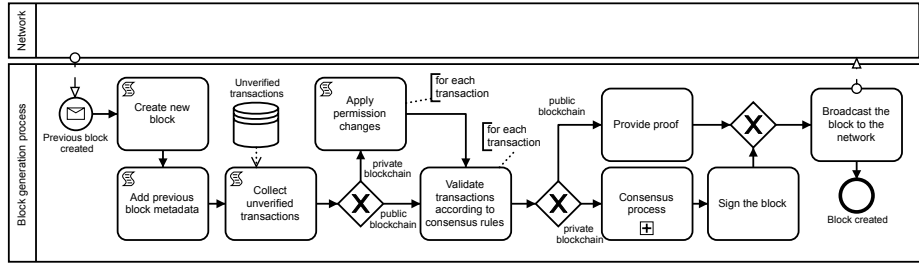 Network
Block generation process
Previous block
created
Create new
block
Add previous
block metadata
Unverified
transactions
Collect
unverified
transactions
Apply
permission
changes
for each
transaction
private
blockchain
public
blockchain
for each
transaction
Validate
transactions
according to
consensus rules
public
blockchain
private
blockchain
Provide proof
Consensus
process
Sign the block
Broadcast the
block to the
network
Block created